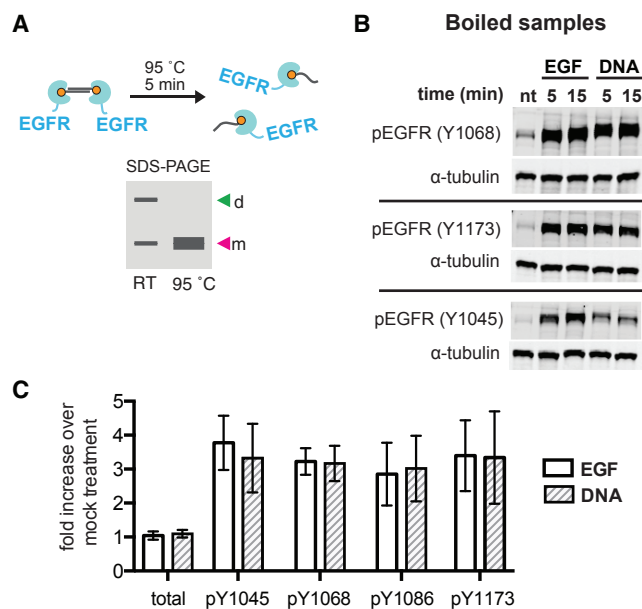 A
95 ˚C
5 min
EGFR
EGFR
EGFR
EGFR
SDS-PAGE
d
m
RT 95 ˚C
B Boiled samples
EGF DNA
time (min) nt 5 15 5 15
pEGFR (Y1068)
α-tubulin
pEGFR (Y1173)
α-tubulin
pEGFR (Y1045)
α-tubulin
C
fold increase over
mock treatment
5
4
3
2
1
0
total pY1045 pY1068 pY1086 pY1173
EGF
DNA